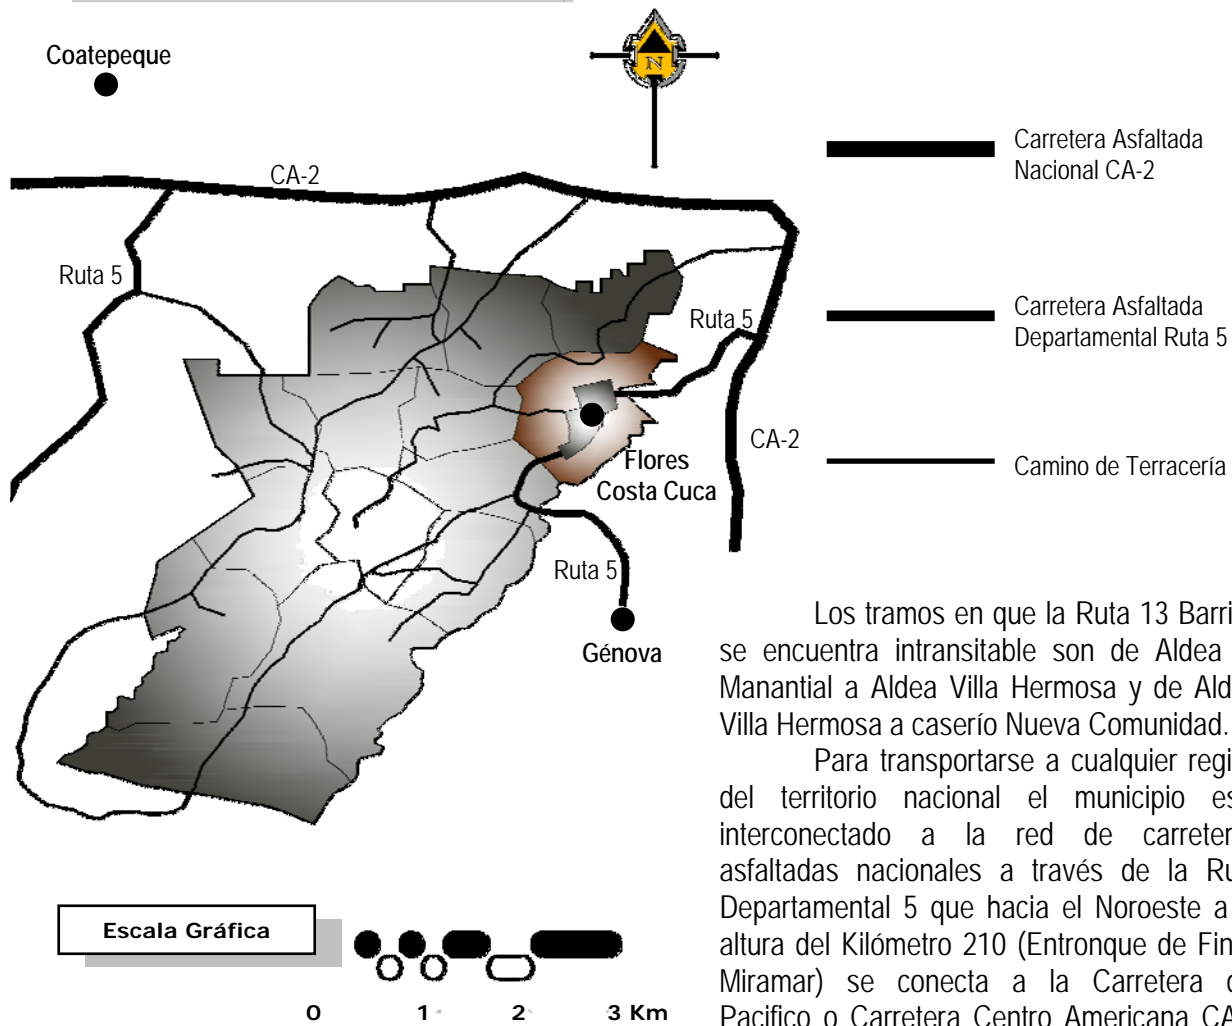 Coatepeque
N
Carretera Asfaltada
Nacional CA-2
CA-2
Ruta 5
Carretera Asfaltada
Departamental Ruta 5
Ruta 5
CA-2
Camino de Terracería
Flores
Costa Cuca
Ruta 5
Génova
Los tramos en que la Ruta 13 Barri
se encuentra intransitable son de Aldea
Manantial a Aldea Villa Hermosa y de Ald
Villa Hermosa a caserío Nueva Comunidad.
Para transportarse a cualquier regi
del territorio nacional el municipio es
interconectado a la red de carreter
asfaltadas nacionales a través de la Ru
Departamental 5 que hacia el Noroeste a
altura del Kilómetro 210 (Entronque de Fin
Miramar) se conecta a la Carretera d
Pacifico o Carretera Centro Americana CA
Escala Gráfica
0 1 2 3 Km